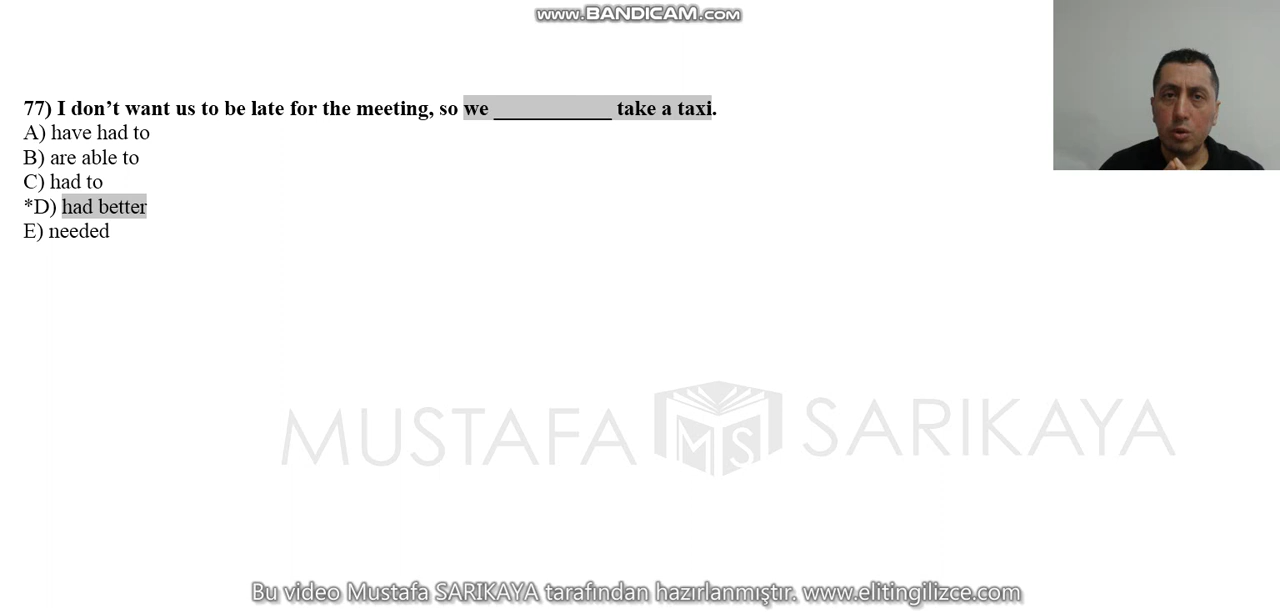 www.BANDICAM.com
77) I don’t want us to be late for the meeting, so we ___________ take a taxi.
A) have had to
B) are able to
C) had to
*D) had better
E) needed
MUSTAFA MS SARIKAYA
Bu video Mustafa SARIKAYA tarafından hazırlanmıştır. www.elitingilizce.com